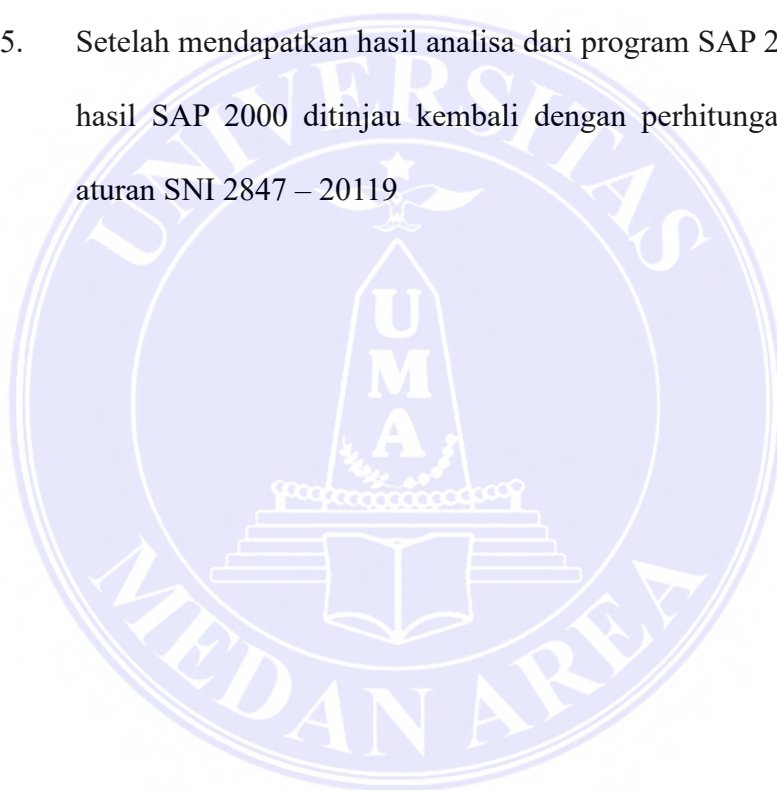 5. Setelah mendapatkan hasil analisa dari program SAP 2
hasil SAP 2000 ditinjau kembali dengan perhitunga
aturan SNI 2847 – 20119
UNIVERSITAS
UMA
MEDAN AREA